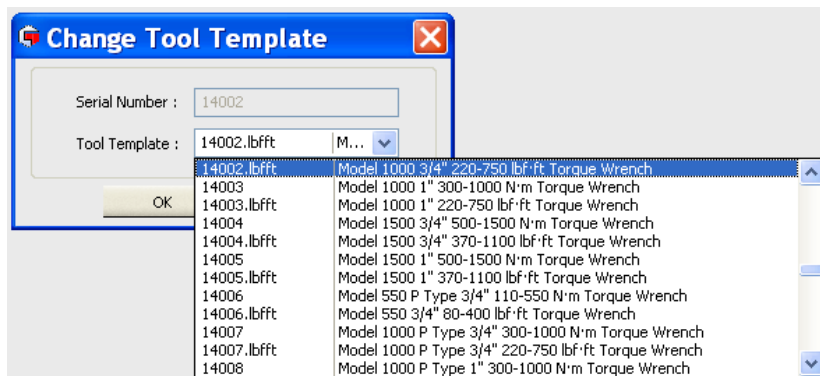 Change Tool Template
Serial Number : 14002
Tool Template : 14002.lbfft M...
14002.lbfft Model 1000 3/4" 220-750 lbf·ft Torque Wrench
14003 Model 1000 1" 300-1000 N·m Torque Wrench
14003.lbfft Model 1000 1" 220-750 lbf·ft Torque Wrench
14004 Model 1500 3/4" 500-1500 N·m Torque Wrench
14004.lbfft Model 1500 3/4" 370-1100 lbf·ft Torque Wrench
14005 Model 1500 1" 500-1500 N·m Torque Wrench
14005.lbfft Model 1500 1" 370-1100 lbf·ft Torque Wrench
14006 Model 550 P Type 3/4" 110-550 N·m Torque Wrench
14006.lbfft Model 550 3/4" 80-400 lbf·ft Torque Wrench
14007 Model 1000 P Type 3/4" 300-1000 N·m Torque Wrench
14007.lbfft Model 1000 P Type 3/4" 220-750 lbf·ft Torque Wrench
14008 Model 1000 P Type 1" 300-1000 N·m Torque Wrench
OK